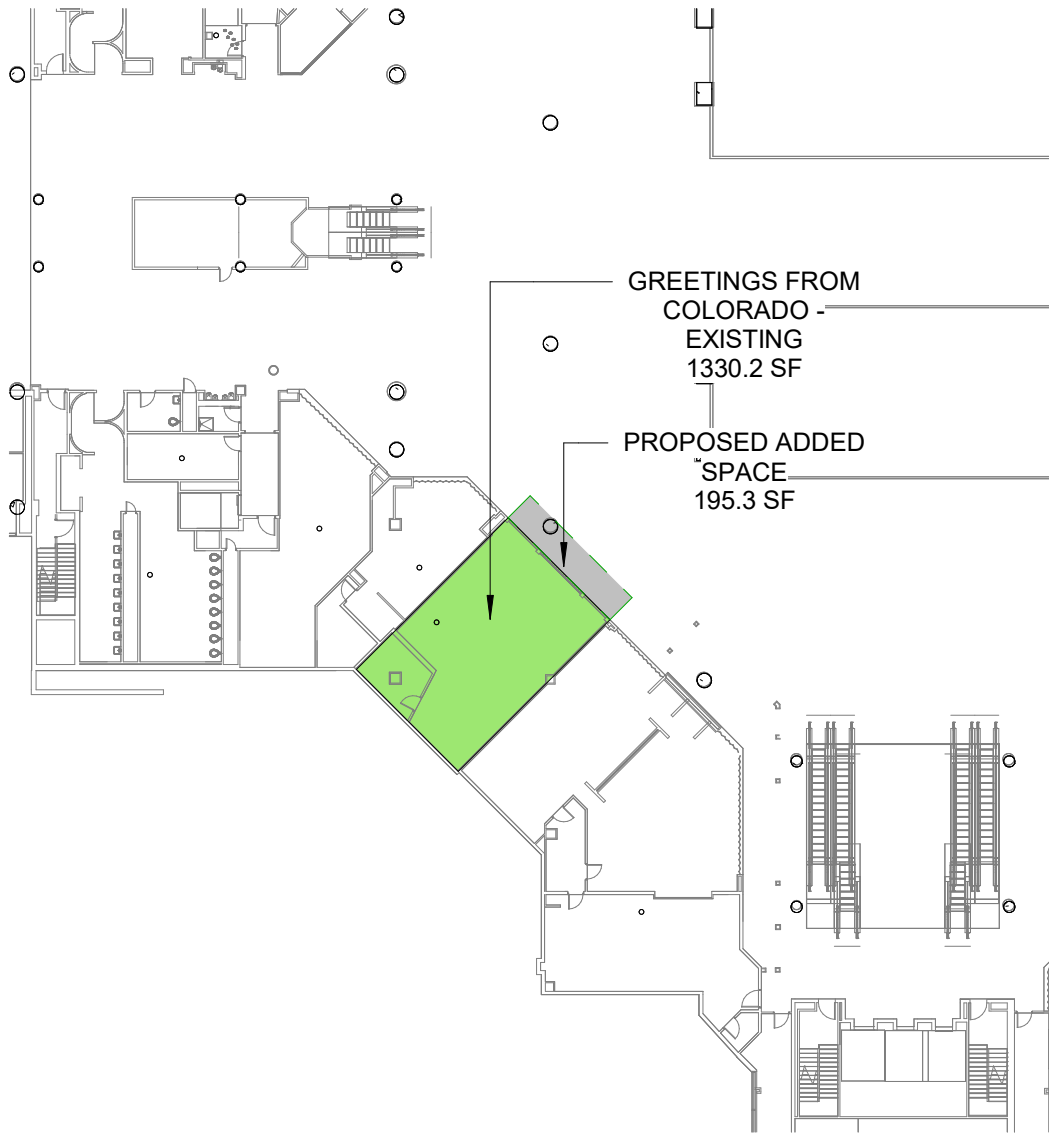 GREETINGS FROM
COLORADO -
EXISTING
1330.2 SF
PROPOSED ADDED
SPACE
195.3 SF